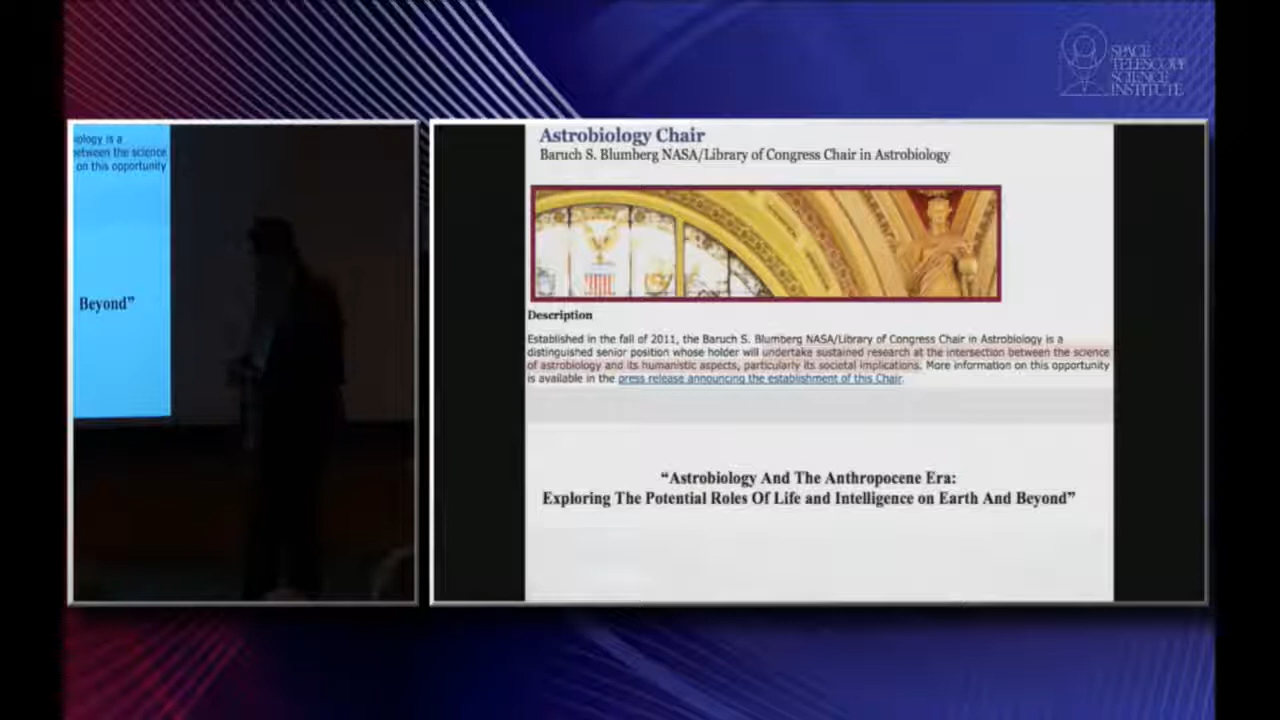 SPACE
TELESCOPE
SCIENCE
INSTITUTE
ology is a
etween the science
on this opportunity
Beyond”
Astrobiology Chair
Baruch S. Blumberg NASA/Library of Congress Chair in Astrobiology
Description
Established in the fall of 2011, the Baruch S. Blumberg NASA/Library of Congress Chair in Astrobiology is a
distinguished senior position whose holder will undertake sustained research at the intersection between the science
of astrobiology and its humanistic aspects, particularly its societal implications. More information on this opportunity
is available in the press release announcing the establishment of this Chair.
“Astrobiology And The Anthropocene Era:
Exploring The Potential Roles Of Life and Intelligence on Earth And Beyond”